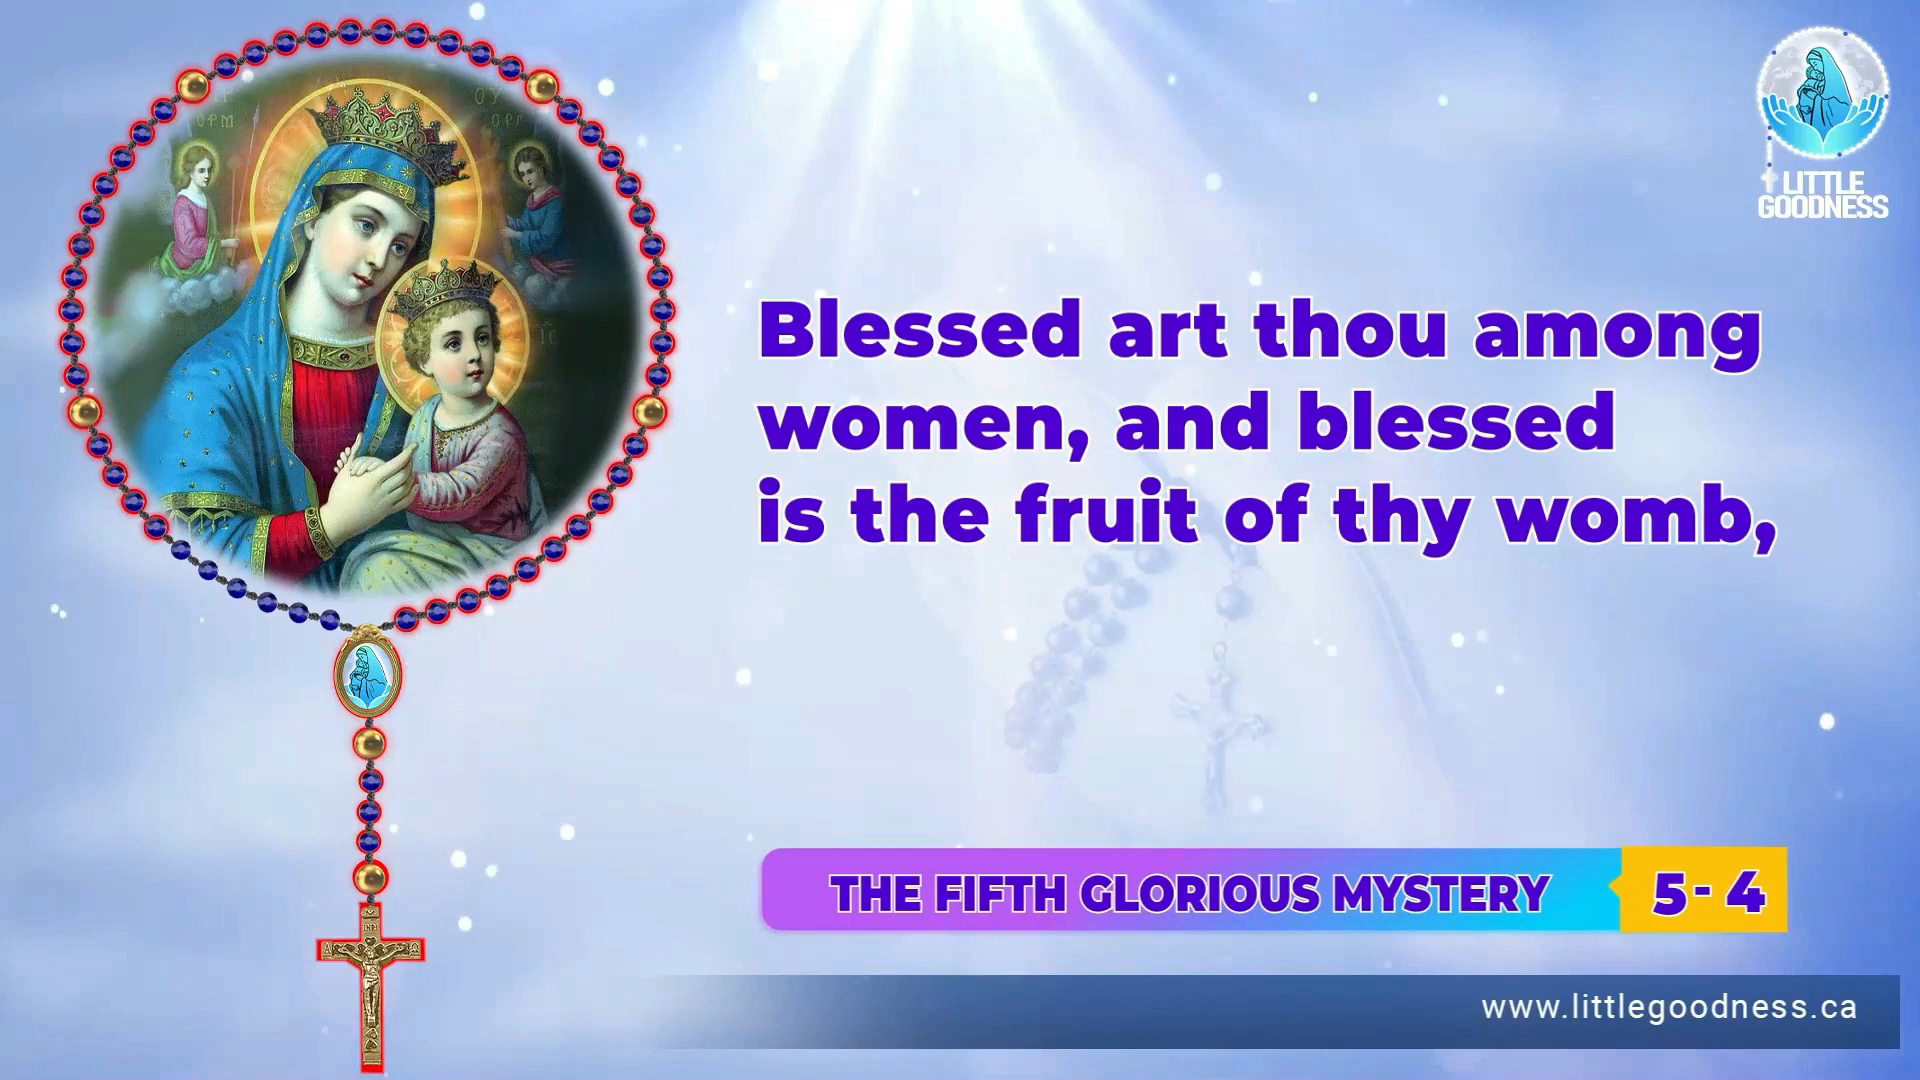 LITTLE
GOODNESS
Blessed art thou among
women, and blessed
is the fruit of thy womb,
THE FIFTH GLORIOUS MYSTERY
5- 4
www.littlegoodness.ca
INRI